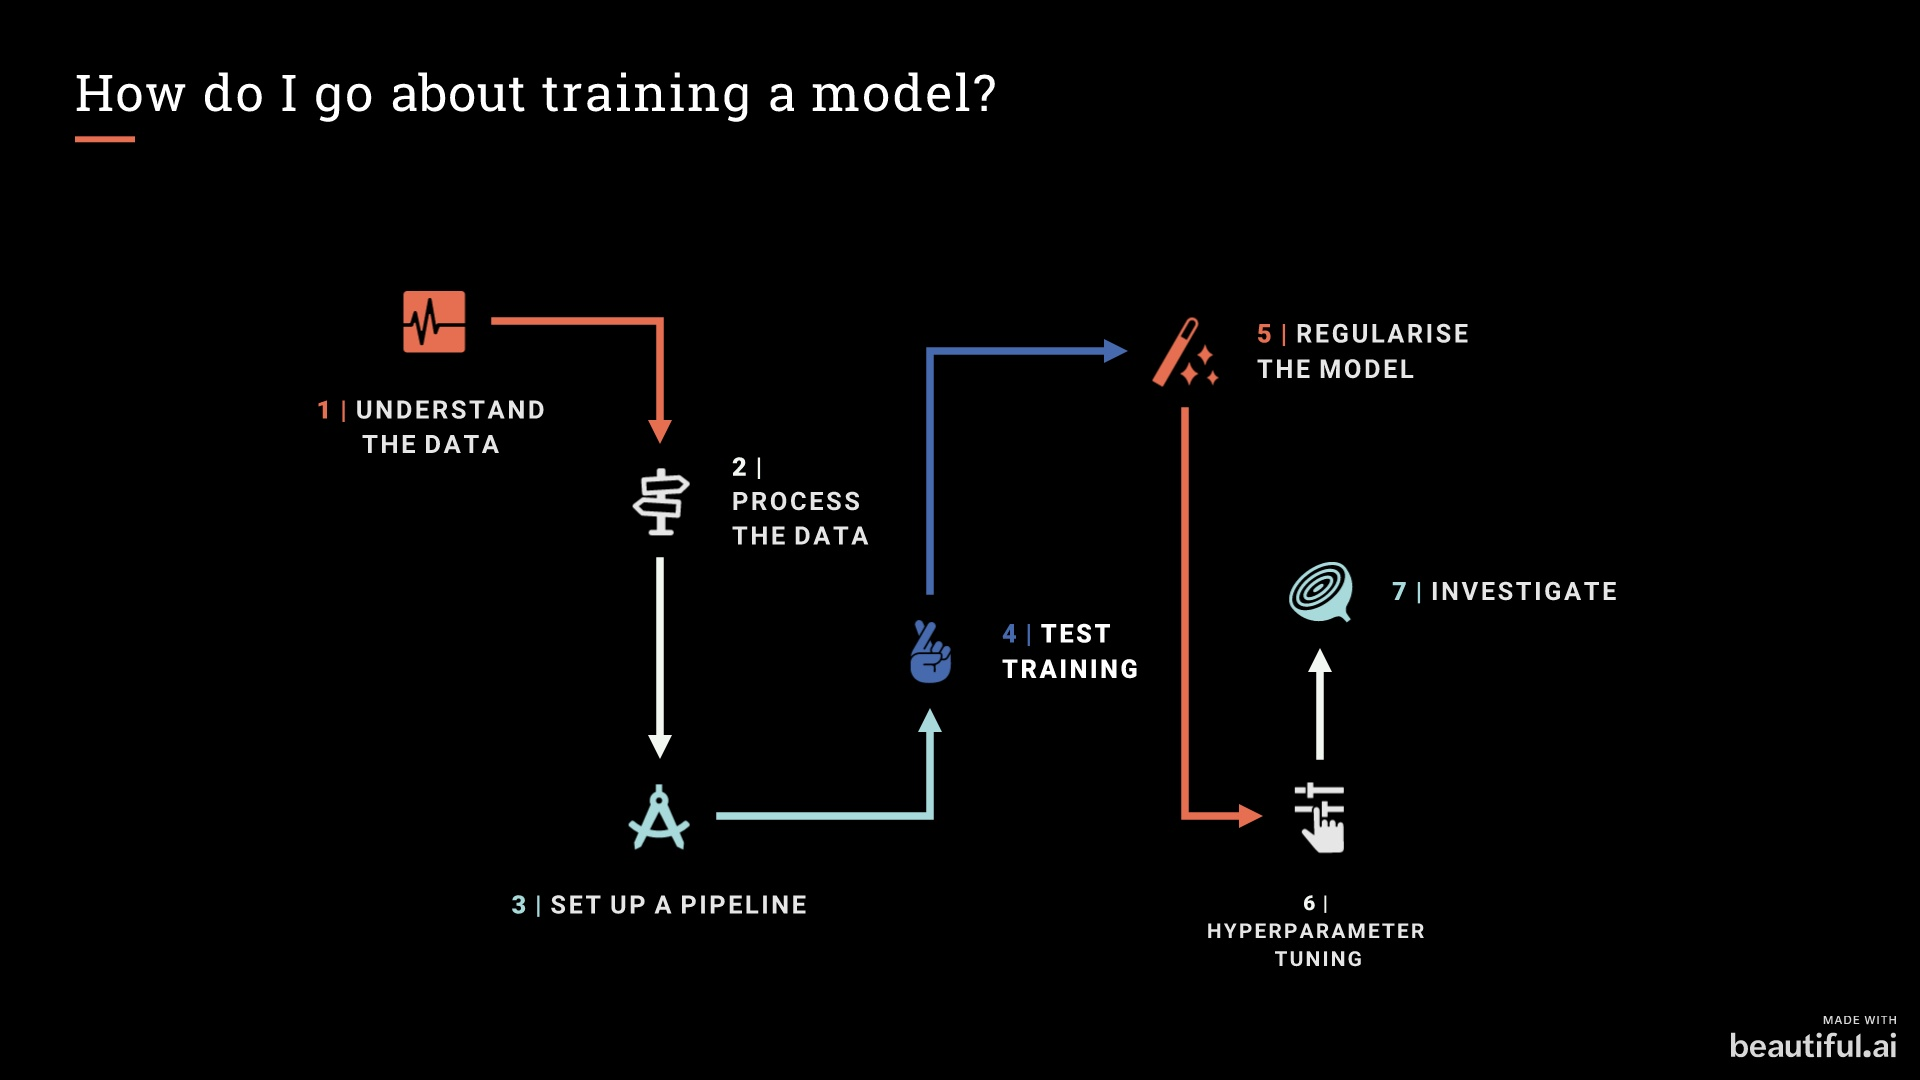 How do I go about training a model?
1 | UNDERSTAND
THE DATA
2 |
PROCESS
THE DATA
3 | SET UP A PIPELINE
4 | TEST
TRAINING
5 | REGULARISE
THE MODEL
6 |
HYPERPARAMETER
TUNING
7 | INVESTIGATE
MADE WITH
beautiful.ai